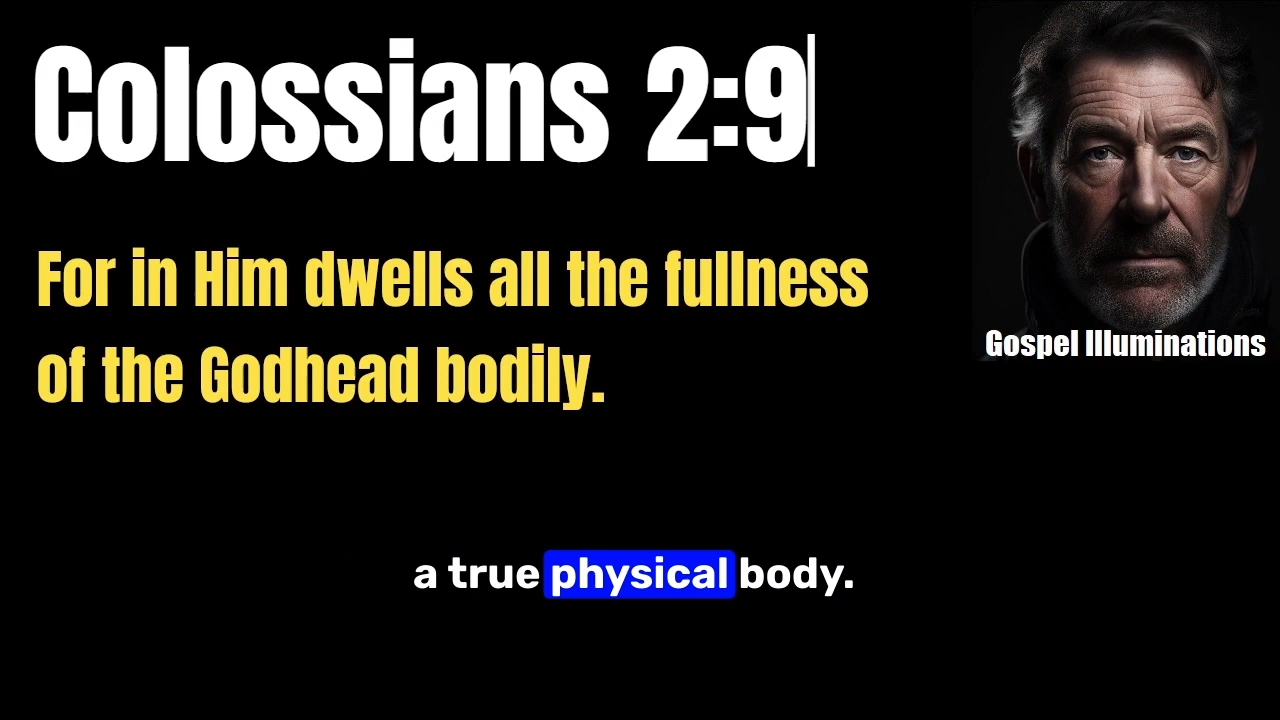 Colossians 2:9
For in Him dwells all the fullness
of the Godhead bodily.
Gospel Illuminations
a true physical body.